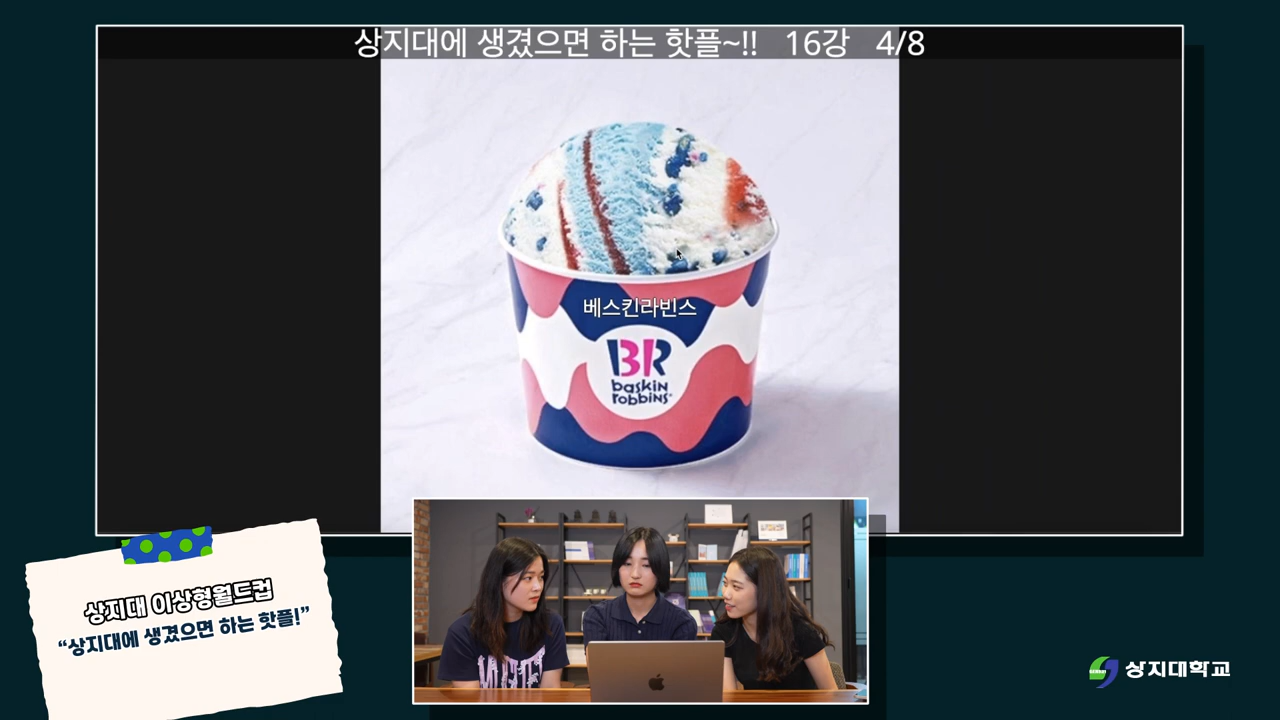 상지대에 생겼으면 하는 핫플~!! 16강 4/8
베스킨라빈스
BR
baskin
robbins
상지대 이상형월드컵
“상지대에 생겼으면 하는 핫플!”
상지대학교